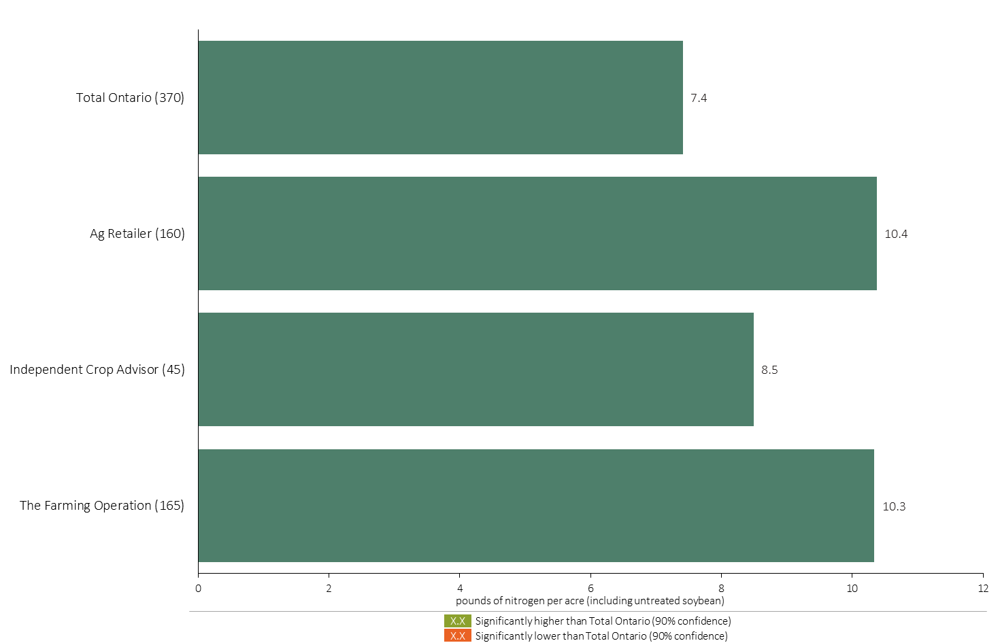 Total Ontario (370)
7.4
Ag Retailer (160)
10.4
Independent Crop Advisor (45)
8.5
The Farming Operation (165)
10.3
0 2 4 6 8 10 12
pounds of nitrogen per acre (including untreated soybean)
X.X Significantly higher than Total Ontario (90% confidence)
X.X Significantly lower than Total Ontario (90% confidence)